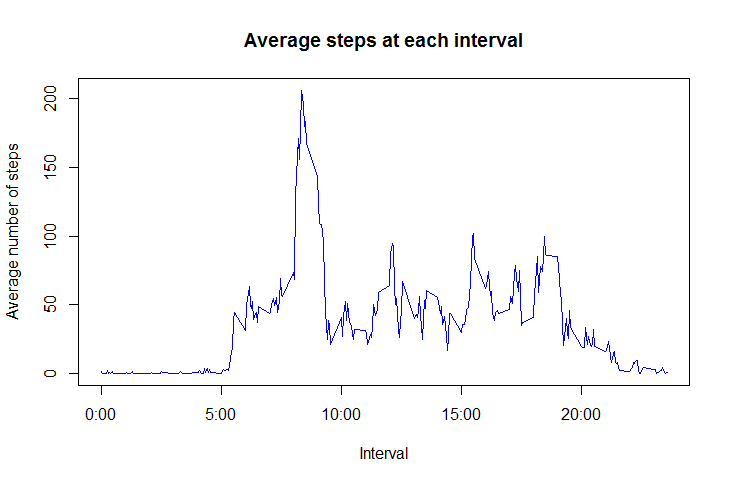 Average steps at each interval
Average number of steps
200
150
100
50
0
0:00 5:00 10:00 15:00 20:00
Interval